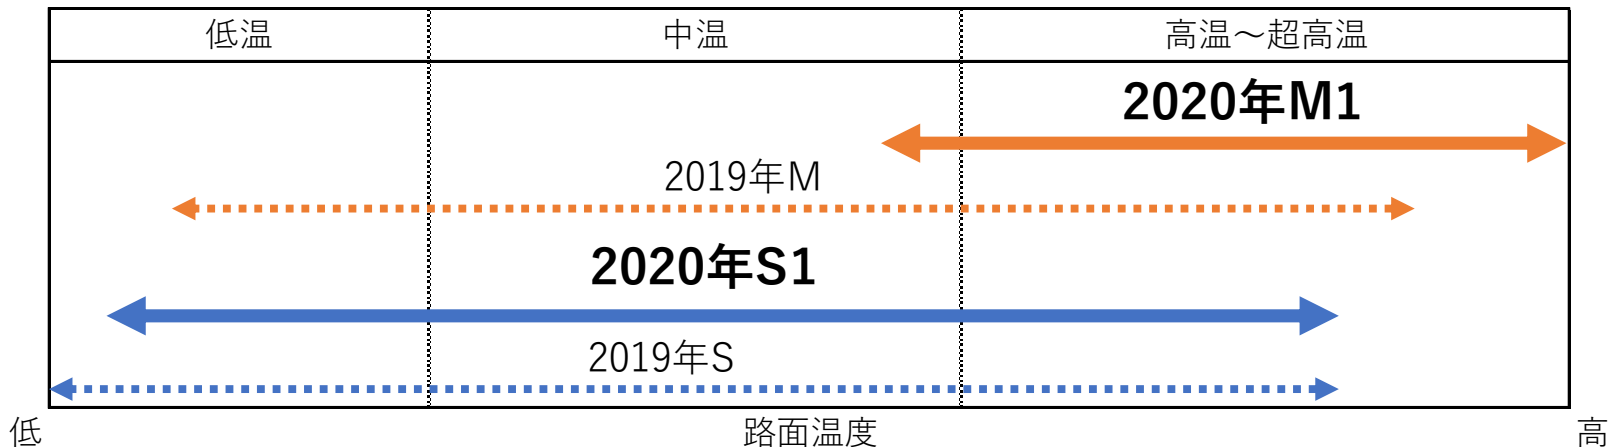 低温 中温 高温～超高温
2020年M1
2019年M
2020年S1
2019年S
低 路面温度 高